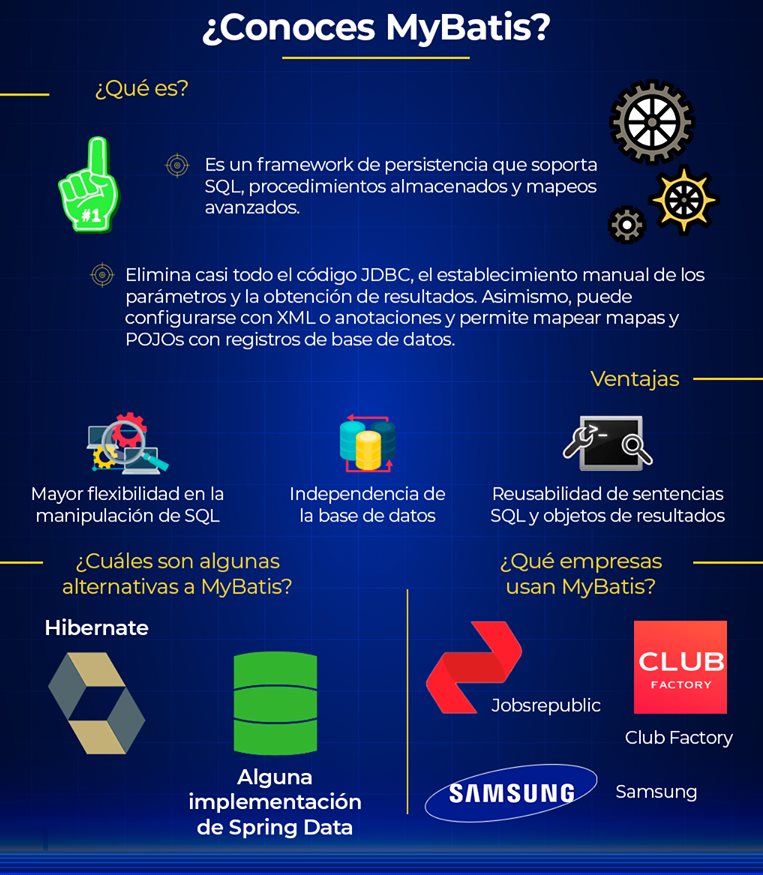 ¿Conoces MyBatis?
¿Qué es?
#1
Es un framework de persistencia que soporta
SQL, procedimientos almacenados y mapeos
avanzados.
Elimina casi todo el código JDBC, el establecimiento manual de los
parámetros y la obtención de resultados. Asimismo, puede
configurarse con XML o anotaciones y permite mapear mapas y
POJOs con registros de base de datos.
Ventajas
Mayor flexibilidad en la
manipulación de SQL
Independencia de
la base de datos
Reusabilidad de sentencias
SQL y objetos de resultados
¿Cuáles son algunas
alternativas a MyBatis?
Hibernate
Alguna
implementación
de Spring Data
¿Qué empresas
usan MyBatis?
Jobsrepublic
CLUB
FACTORY
Club Factory
SAMSUNG
Samsung